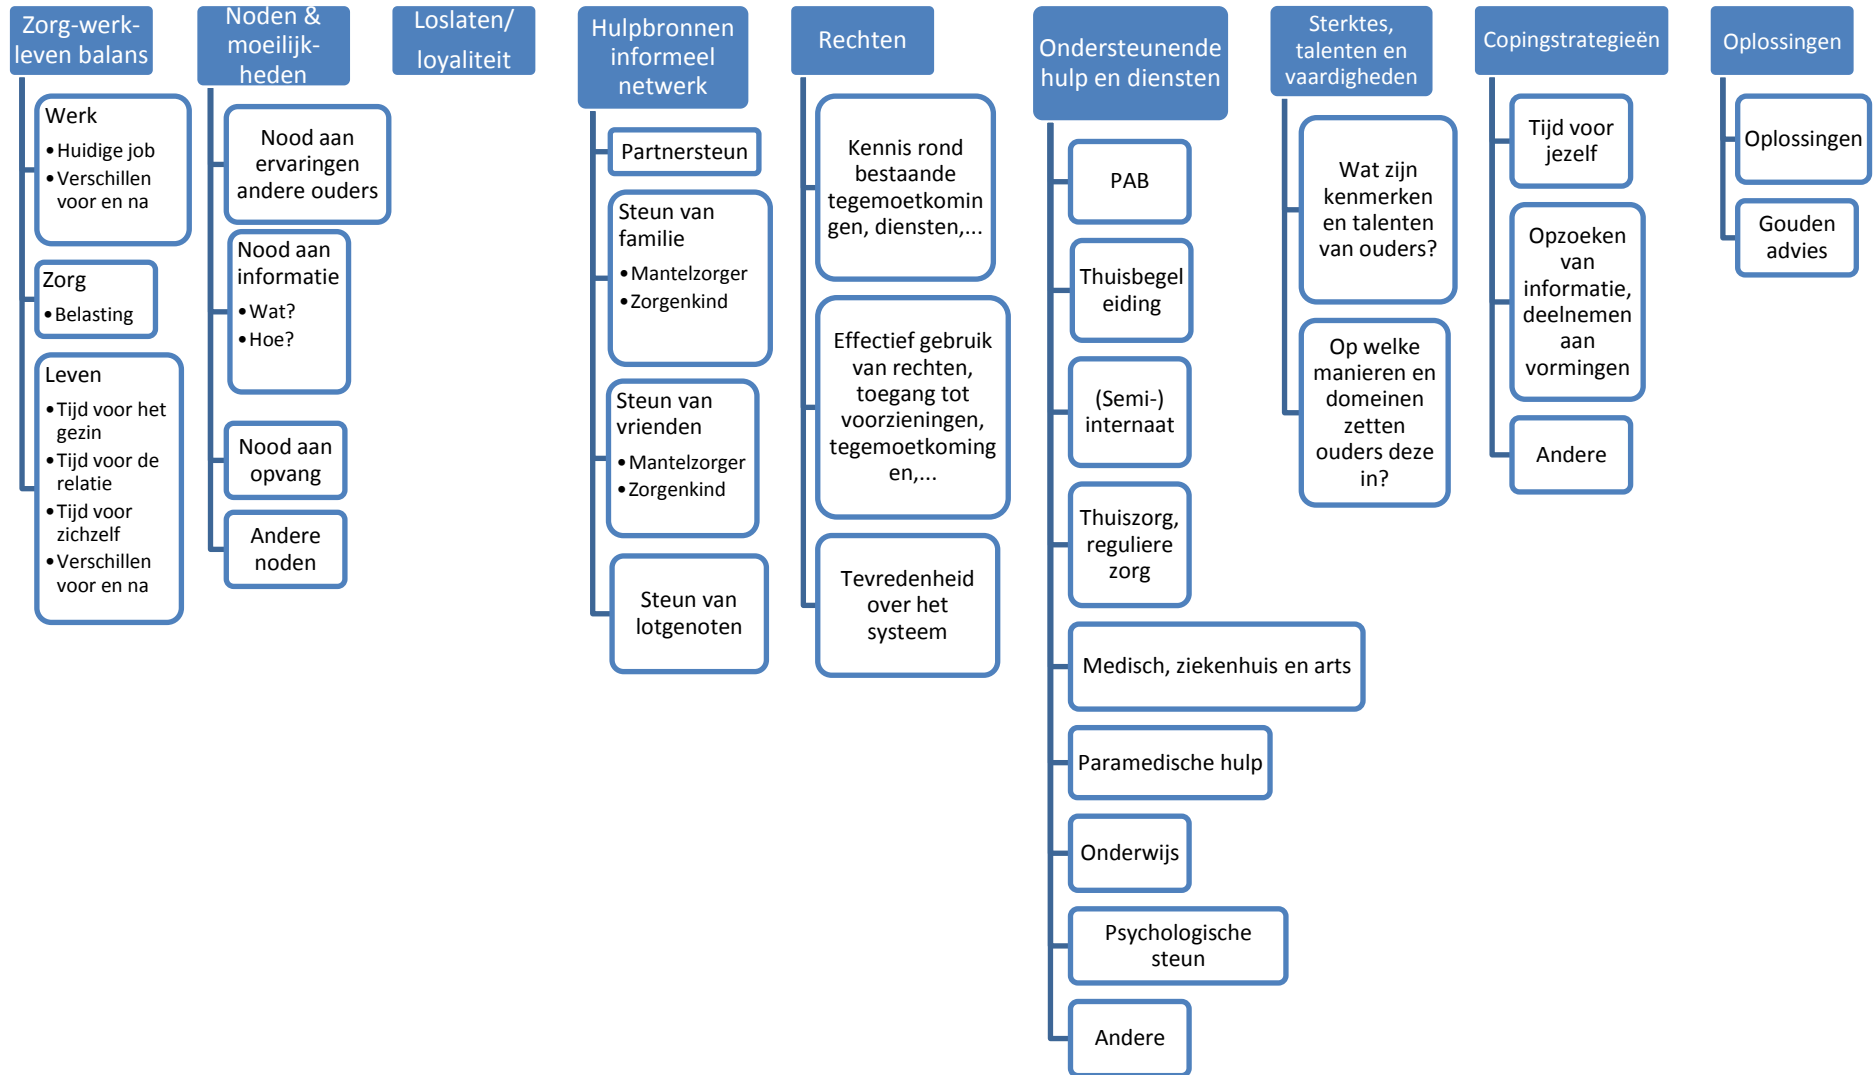 Zorg-werk-
leven balans
Werk
•Huidige job
•Verschillen
voor en na
Zorg
•Belasting
Leven
•Tijd voor het
gezin
•Tijd voor de
relatie
•Tijd voor
zichzelf
•Verschillen
voor en na
Noden &
moeilijk-
heden
Nood aan
ervaringen
andere ouders
Nood aan
informatie
•Wat?
•Hoe?
Nood aan
opvang
Andere
noden
Loslaten/
loyaliteit
Hulpbronnen
informeel
netwerk
Partnersteun
Steun van
familie
•Mantelzorger
•Zorgenkind
Steun van
vrienden
•Mantelzorger
•Zorgenkind
Steun van
lotgenoten
Rechten
Kennis rond
bestaande
tegemoetkomin
gen, diensten,...
Effectief gebruik
van rechten,
toegang tot
voorzieningen,
tegemoetkoming
en,...
Tevredenheid
over het
systeem
Ondersteunende
hulp en diensten
PAB
Thuisbegel
eiding
(Semi-)
internaat
Thuiszorg,
reguliere
zorg
Medisch, ziekenhuis en arts
Paramedische hulp
Onderwijs
Psychologische
steun
Andere
Sterktes,
talenten en
vaardigheden
Wat zijn
kenmerken
en talenten
van ouders?
Op welke
manieren en
domeinen
zetten
ouders deze
in?
Copingstrategieën
Tijd voor
jezelf
Opzoeken
van
informatie,
deelnemen
aan
vormingen
Andere
Oplossingen
Oplossingen
Gouden
advies